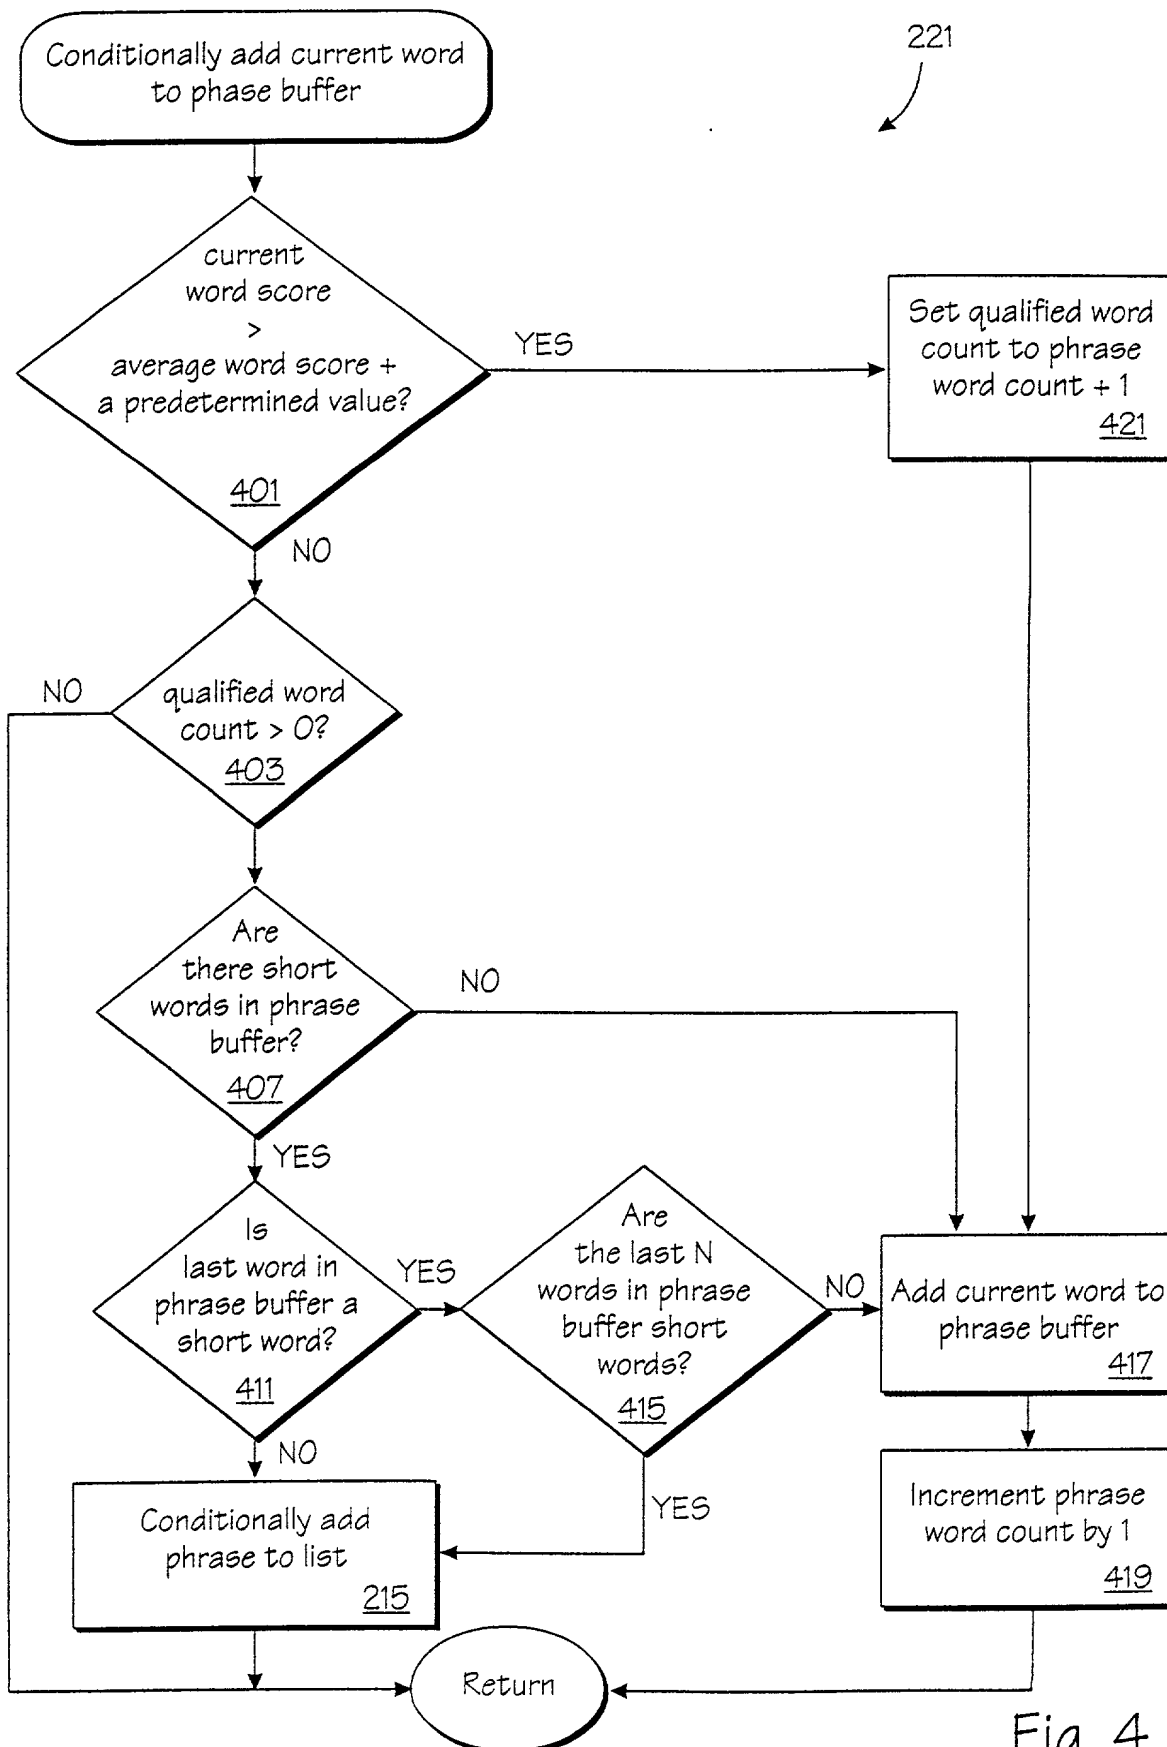 Conditionally add current word
to phase buffer
221
current
word score
>
average word score +
a predetermined value?
401
YES
Set qualified word
count to phrase
word count + 1
421
NO
NO
qualified word
count > 0?
403
Are
there short
words in phrase
buffer?
407
NO
YES
Is
last word in
phrase buffer a
short word?
411
YES
Are
the last N
words in phrase
buffer short
words?
415
NO
Add current word to
phrase buffer
417
NO
YES
Conditionally add
phrase to list
215
Increment phrase
word count by 1
419
Return
Fig. 4